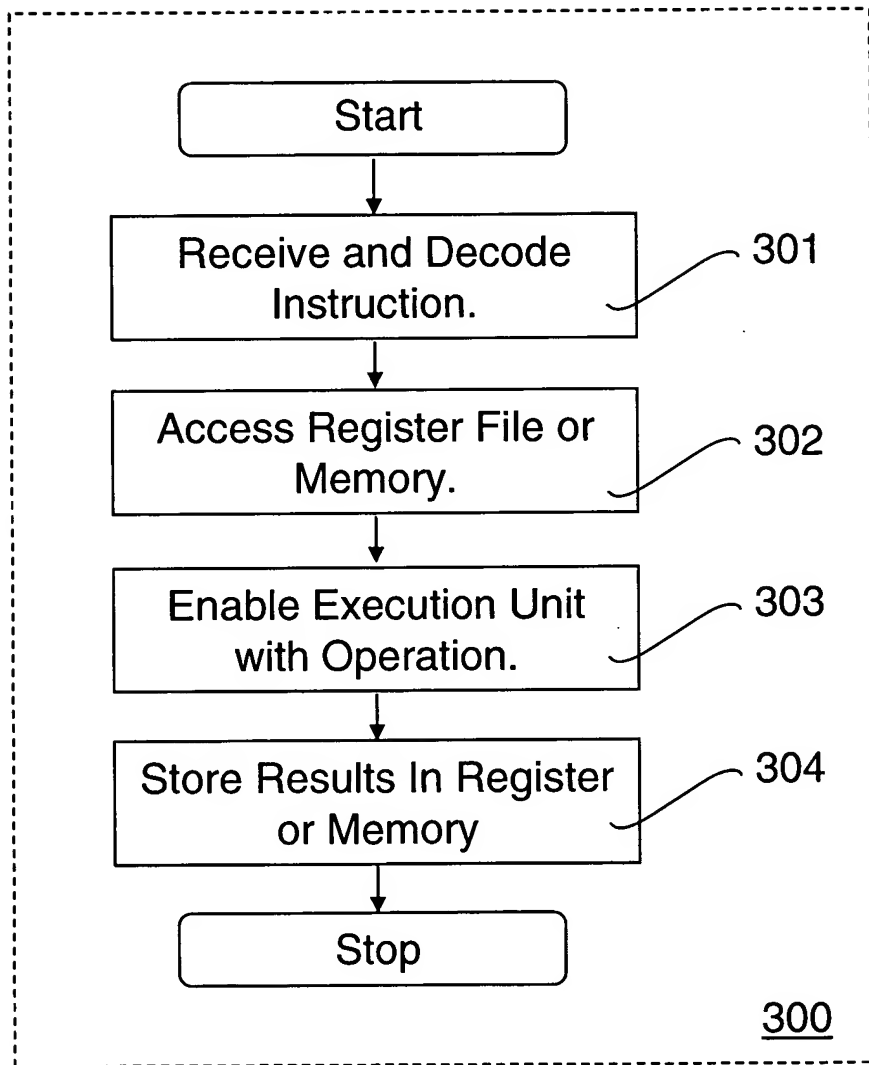 Start
Receive and Decode
Instruction.
301
Access Register File or
Memory.
302
Enable Execution Unit
with Operation.
303
Store Results In Register
or Memory
304
Stop
300